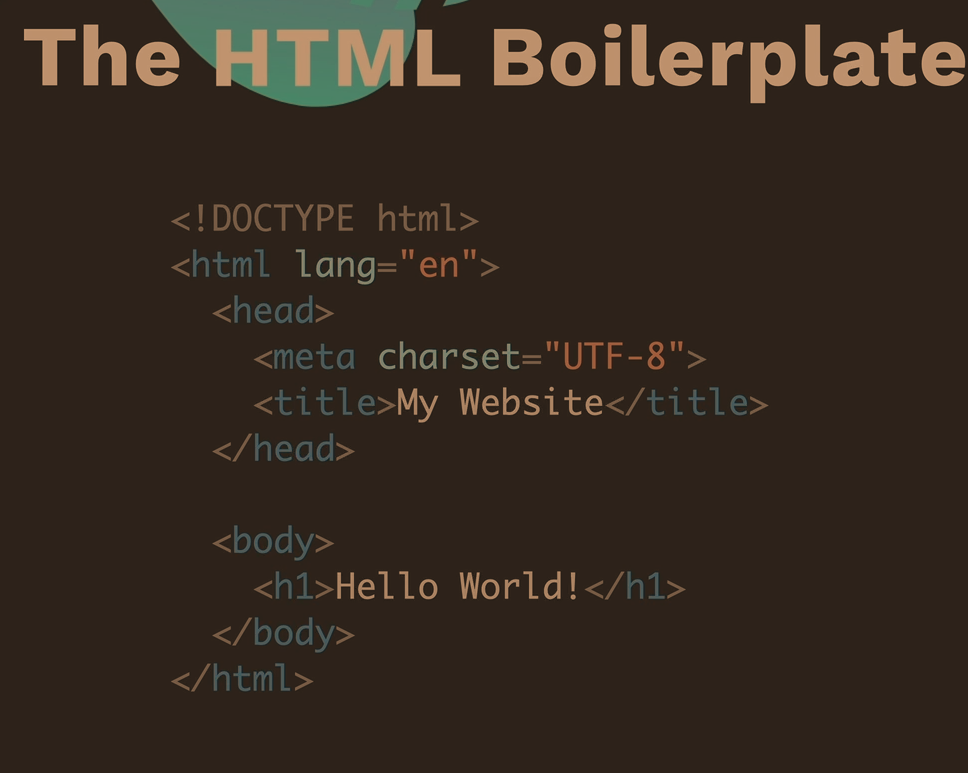 The HTML Boilerplate
<!DOCTYPE html>
<html lang="en">
<head>
<meta charset="UTF-8">
<title>My Website</title>
</head>
<body>
<h1>Hello World!</h1>
</body>
</html>